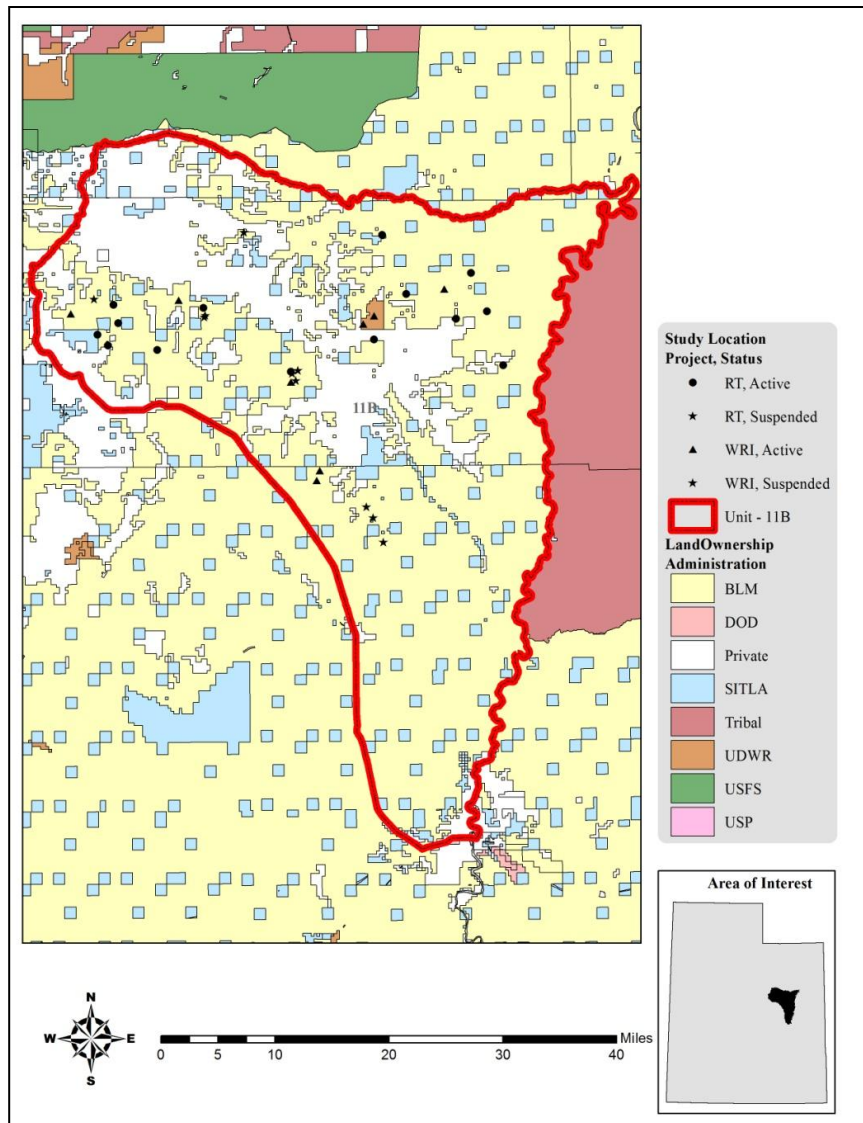 11B
Study Location
Project, Status
RT, Active
RT, Suspended
WRI, Active
WRI, Suspended
Unit - 11B
LandOwnership
Administration
BLM
DOD
Private
SITLA
Tribal
UDWR
USFS
USP
Area of Interest
N
W E
S
Miles
0 5 10 20 30 40